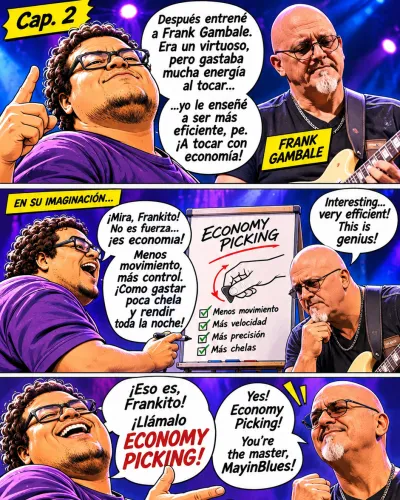 Cap. 2
Después entrené
a Frank Gambale.
Era un virtuoso,
pero gastaba
mucha energía
al tocar...
...yo le enseñé
a ser más
eficiente, pe.
¡A tocar con
economía!
FRANK
GAMBALE
EN SU IMAGINACIÓN...
¡Mira, Frankito!
No es fuerza...
¡es economía!
Menos
movimiento,
más control.
¡Como gastar
poca chela
y rendir
toda la noche!
ECONOMY
PICKING
Menos movimiento
Más velocidad
Más precisión
Más chelas
Interesting...
very efficient!
This is
genius!
¡Eso es,
Frankito!
¡Llámalo
ECONOMY
PICKING!
Yes!
Economy
Picking!
You're
the master,
MayinBlues!